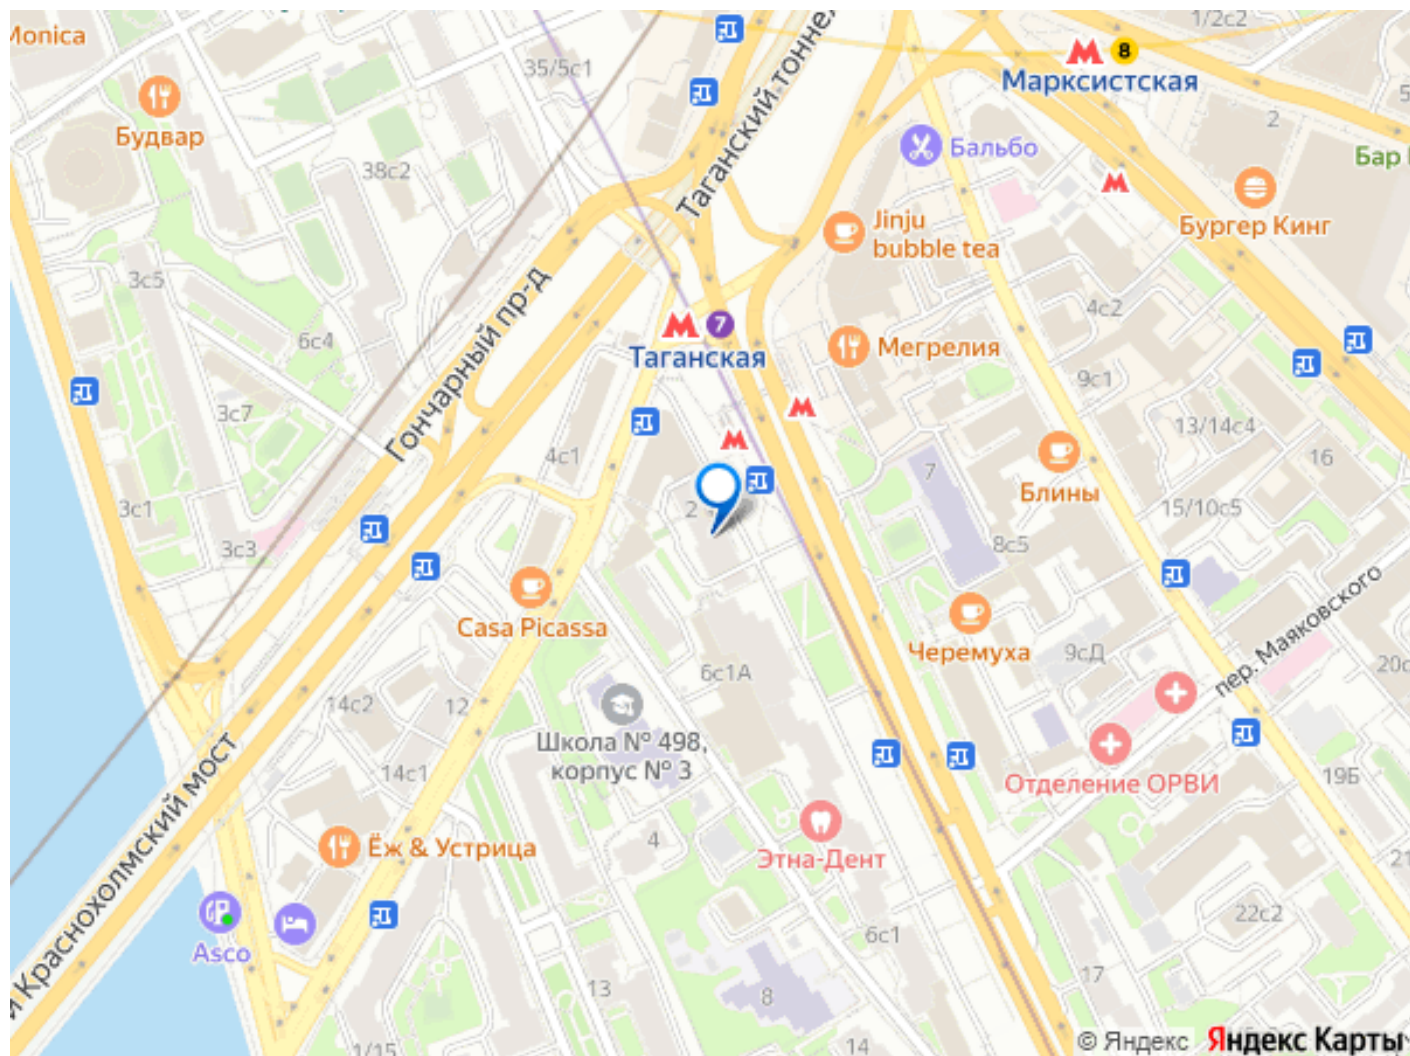 Monica
1/2с2
35/5с1
8
Марксистская
Таганский тоннель
Будвар
2
Бальбо
Бар
38с2
Бургер Кинг
Jinju
bubble tea
3с5
Гончарный пр-д
4с2
6с4
7
Таганская
Мегрелия
9с1
3с7
13/14с4
4с1
16
7
Блины
2
3с1
15/10с5
3с3
8с5
Casa Picassa
Черемуха
9сД
пер. Маяковского
20с
6с1А
14с2
12
Школа № 498,
корпус № 3
14с1
Отделение ОРВИ
19Б
Краснохолмский мост
4
Ёж & Устрица
Этна-Дент
21
22с2
6с1
Asco
17
13
8
1/15
14
© Яндекс
Яндекс Карты